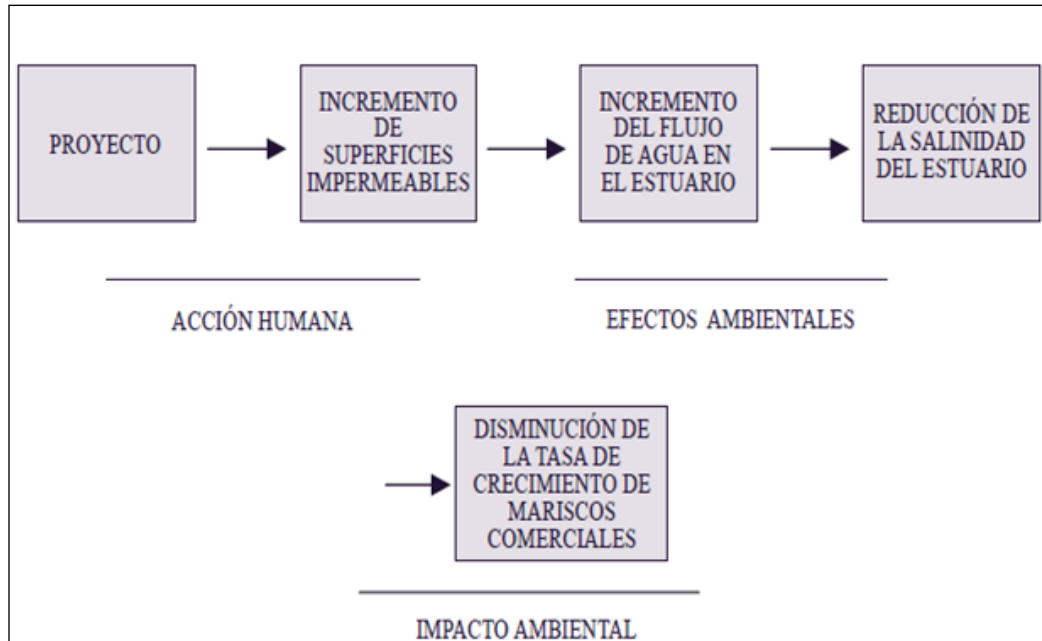 PROYECTO
INCREMENTO
DE
SUPERFICIES
IMPERMEABLES
INCREMENTO
DEL FLUJO
DE AGUA EN
EL ESTUARIO
REDUCCIÓN DE
LA SALINIDAD
DEL ESTUARIO
ACCIÓN HUMANA
EFECTOS AMBIENTALES
DISMINUCIÓN DE
LA TASA DE
CRECIMIENTO DE
MARISCOS
COMERCIALES
IMPACTO AMBIENTAL